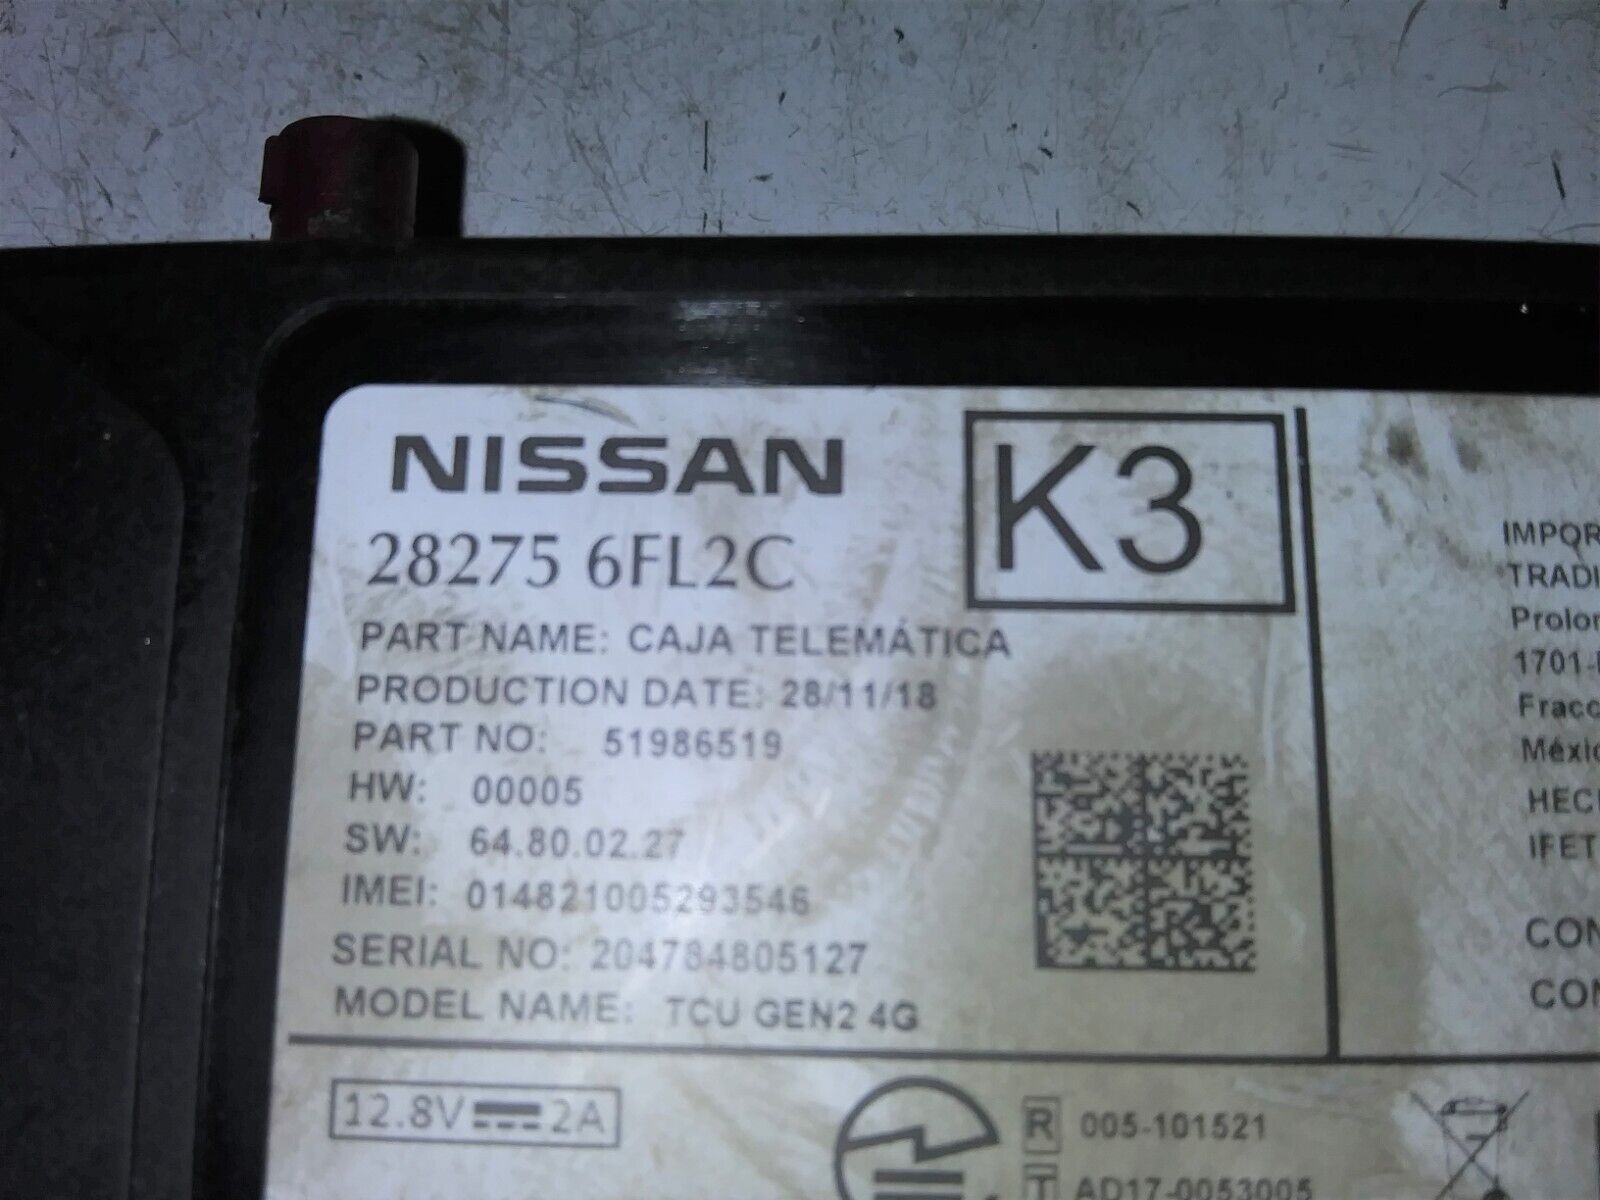 NISSAN
K3
28275 6FL2C
PART NAME: CAJA TELEMÁTICA
PRODUCTION DATE: 28/11/18
PART NO: 51986519
HW: 00005
SW: 64.80.02.27
IMEI: 014821005293546
SERIAL NO: 204784805127
MODEL NAME: TCU GEN2 4G
12.8V 2A
R 005-101521
T AD17-0053005
IMPOR
TRADI
Prolon
1701-
Fracc
Méxic
HECH
IFET
CON
CON